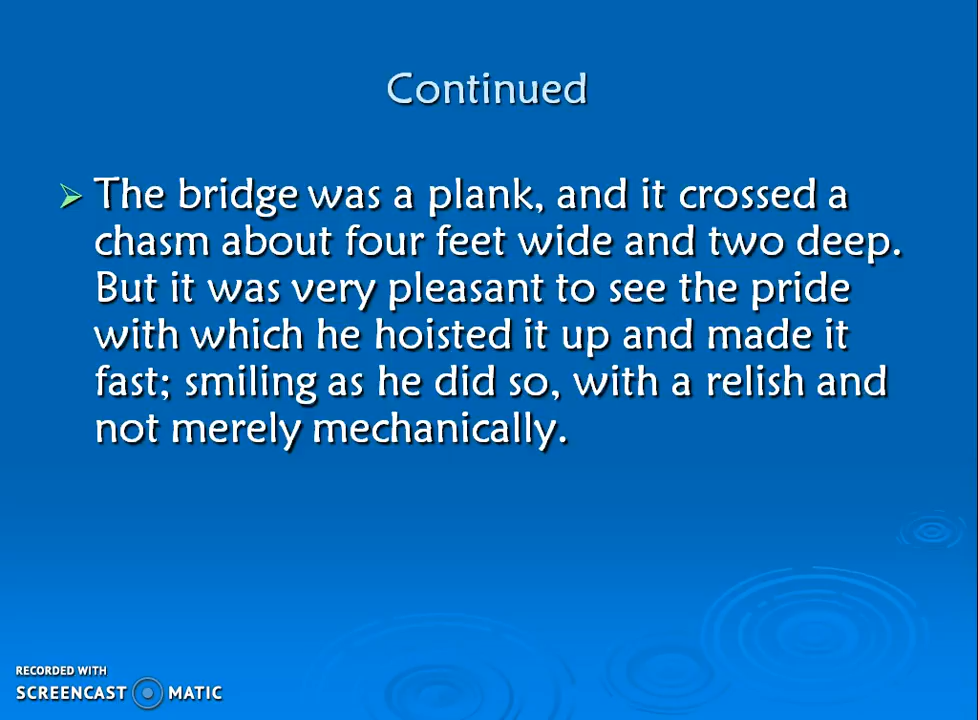 Continued
The bridge was a plank, and it crossed a
chasm about four feet wide and two deep.
But it was very pleasant to see the pride
with which he hoisted it up and made it
fast; smiling as he did so, with a relish and
not merely mechanically.
RECORDED WITH
SCREENCAST MATIC